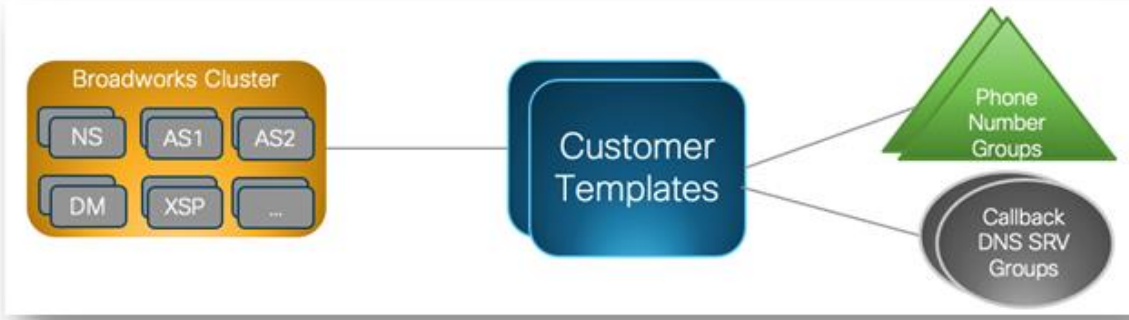 Broadworks Cluster
NS
AS1
AS2
DM
XSP
...
Customer
Templates
Phone
Number
Groups
Callback
DNS SRV
Groups